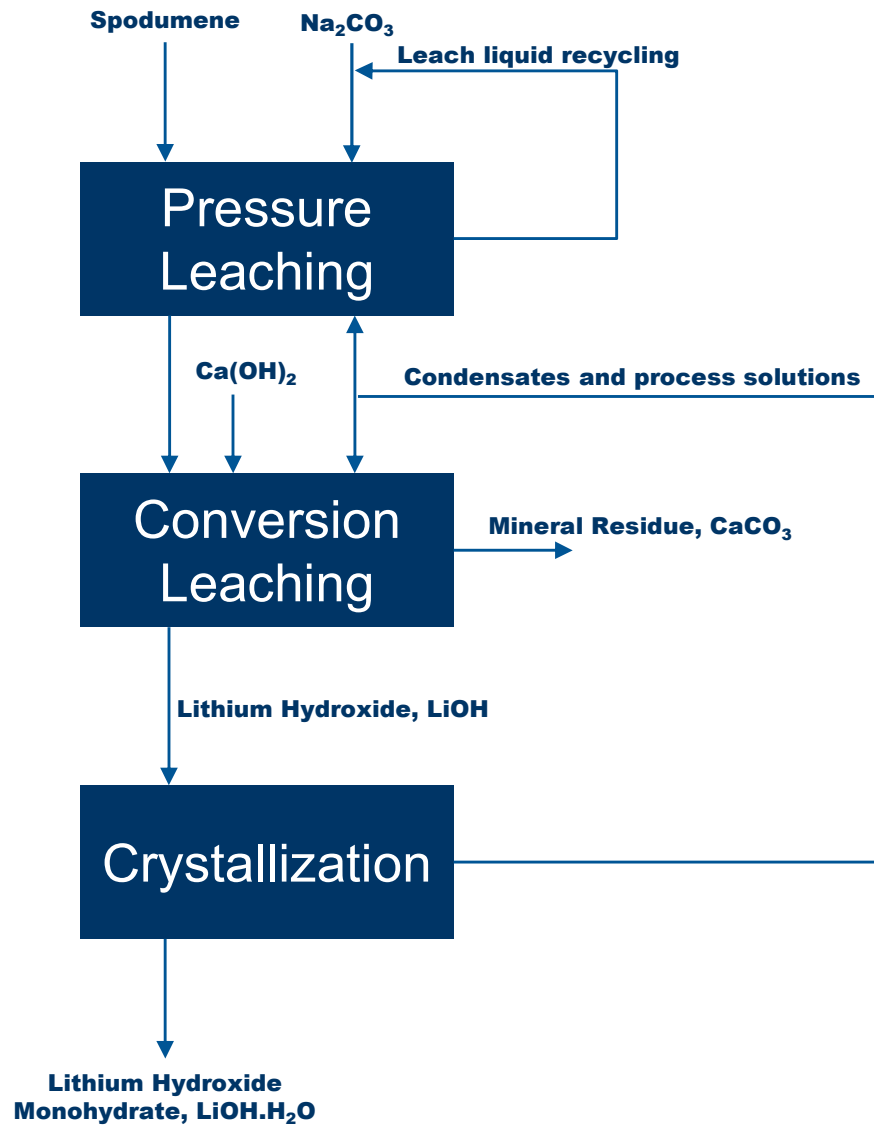 Spodumene
Na₂CO₃
Leach liquid recycling
Pressure
Leaching
Ca(OH)₂
Condensates and process solutions
Conversion
Leaching
Mineral Residue, CaCO₃
Lithium Hydroxide, LiOH
Crystallization
Lithium Hydroxide
Monohydrate, LiOH.H₂O